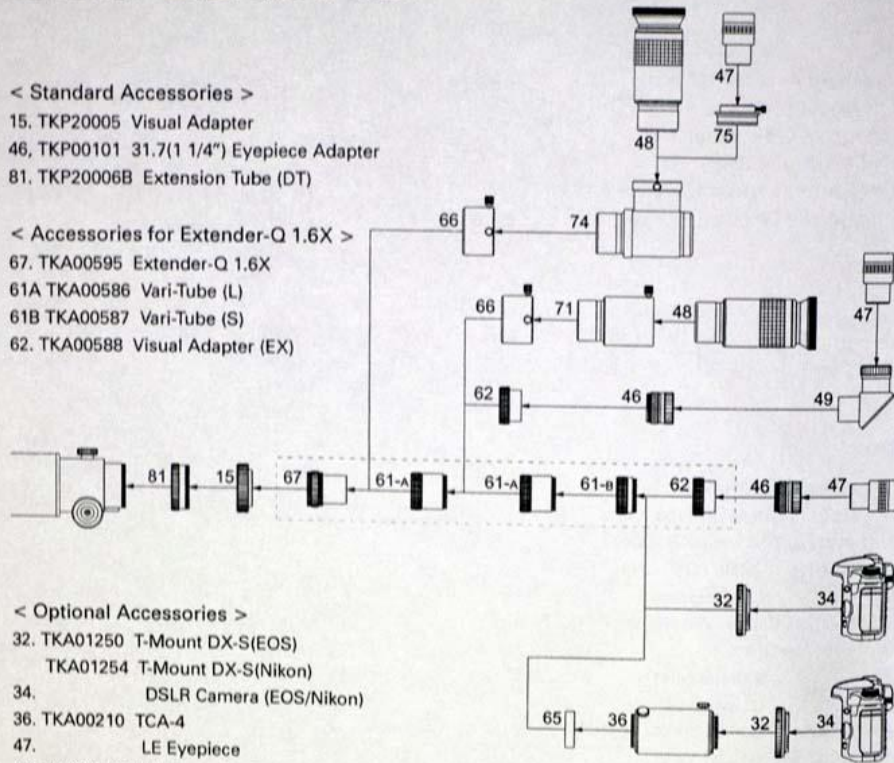 47
48
75
< Standard Accessories >
15. TKP20005 Visual Adapter
46, TKP00101 31.7(1 1/4") Eyepiece Adapter
81. TKP20006B Extension Tube (DT)
66
74
< Accessories for Extender-Q 1.6X >
67. TKA00595 Extender-Q 1.6X
61A TKA00586 Vari-Tube (L)
61B TKA00587 Vari-Tube (S)
62. TKA00588 Visual Adapter (EX)
66
71
48
47
62
46
49
81
15
67
61-A
61-A
61-B
62
46
47
< Optional Accessories >
32. TKA01250 T-Mount DX-S(EOS)
TKA01254 T-Mount DX-S(Nikon)
34. DSLR Camera (EOS/Nikon)
36. TKA00210 TCA-4
47. LE Eyepiece
32
34
65
36
32
34